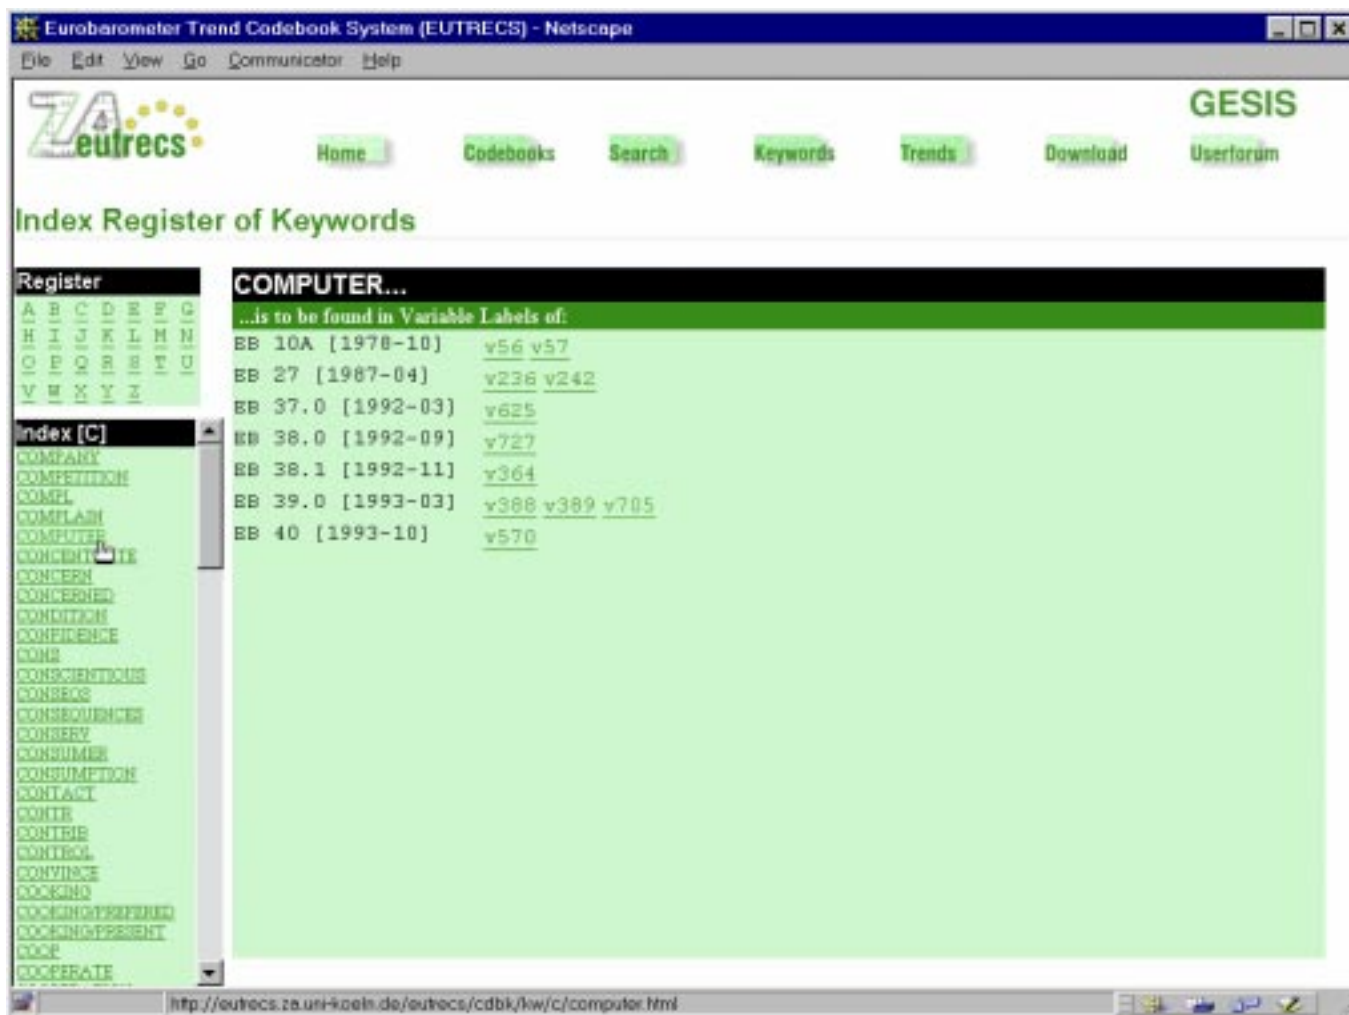 Eurobarometer Trend Codebook System (EUTRECS) - Netscape
File Edit View Go Communicator Help
ZA eutrecs
GESIS
Home Codebooks Search Keywords Trends Download Userforum
Index Register of Keywords
Register
A B C D E F G
H I J K L M N
O P Q R S T U
V W X Y Z
Index [C]
COMPANY
COMPETITION
COMPL
COMPLAIN
COMPUTER
CONCENT TE
CONCERN
CONCERNED
CONDITION
CONFIDENCE
CONS
CONSCIENTIOUS
CONSEQS
CONSEQUENCES
CONSERV
CONSUMER
CONSUMPTION
CONTACT
CONTR
CONTRIB
CONTROL
CONVINCE
COOKING
COOKING/PREFERED
COOKING/PRESENT
COOP
COOPERATE
COMPUTER...
...is to be found in Variable Labels of:
EB 10A [1978-10] v56 v57
EB 27 [1987-04] v236 v242
EB 37.0 [1992-03] v625
EB 38.0 [1992-09] v727
EB 38.1 [1992-11] v364
EB 39.0 [1993-03] v388 v389 v705
EB 40 [1993-10] v570
http://eutrecs.za.uni-koeln.de/eutrecs/cdbk/kw/c/computer.html